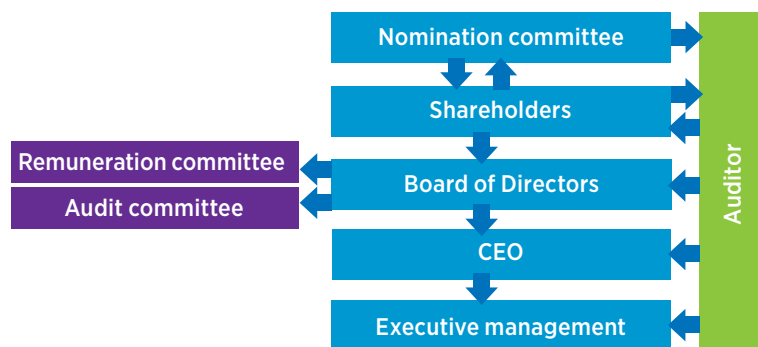 Nomination committee
Shareholders
Remuneration committee
Board of Directors
Audit committee
CEO
Executive management
Auditor